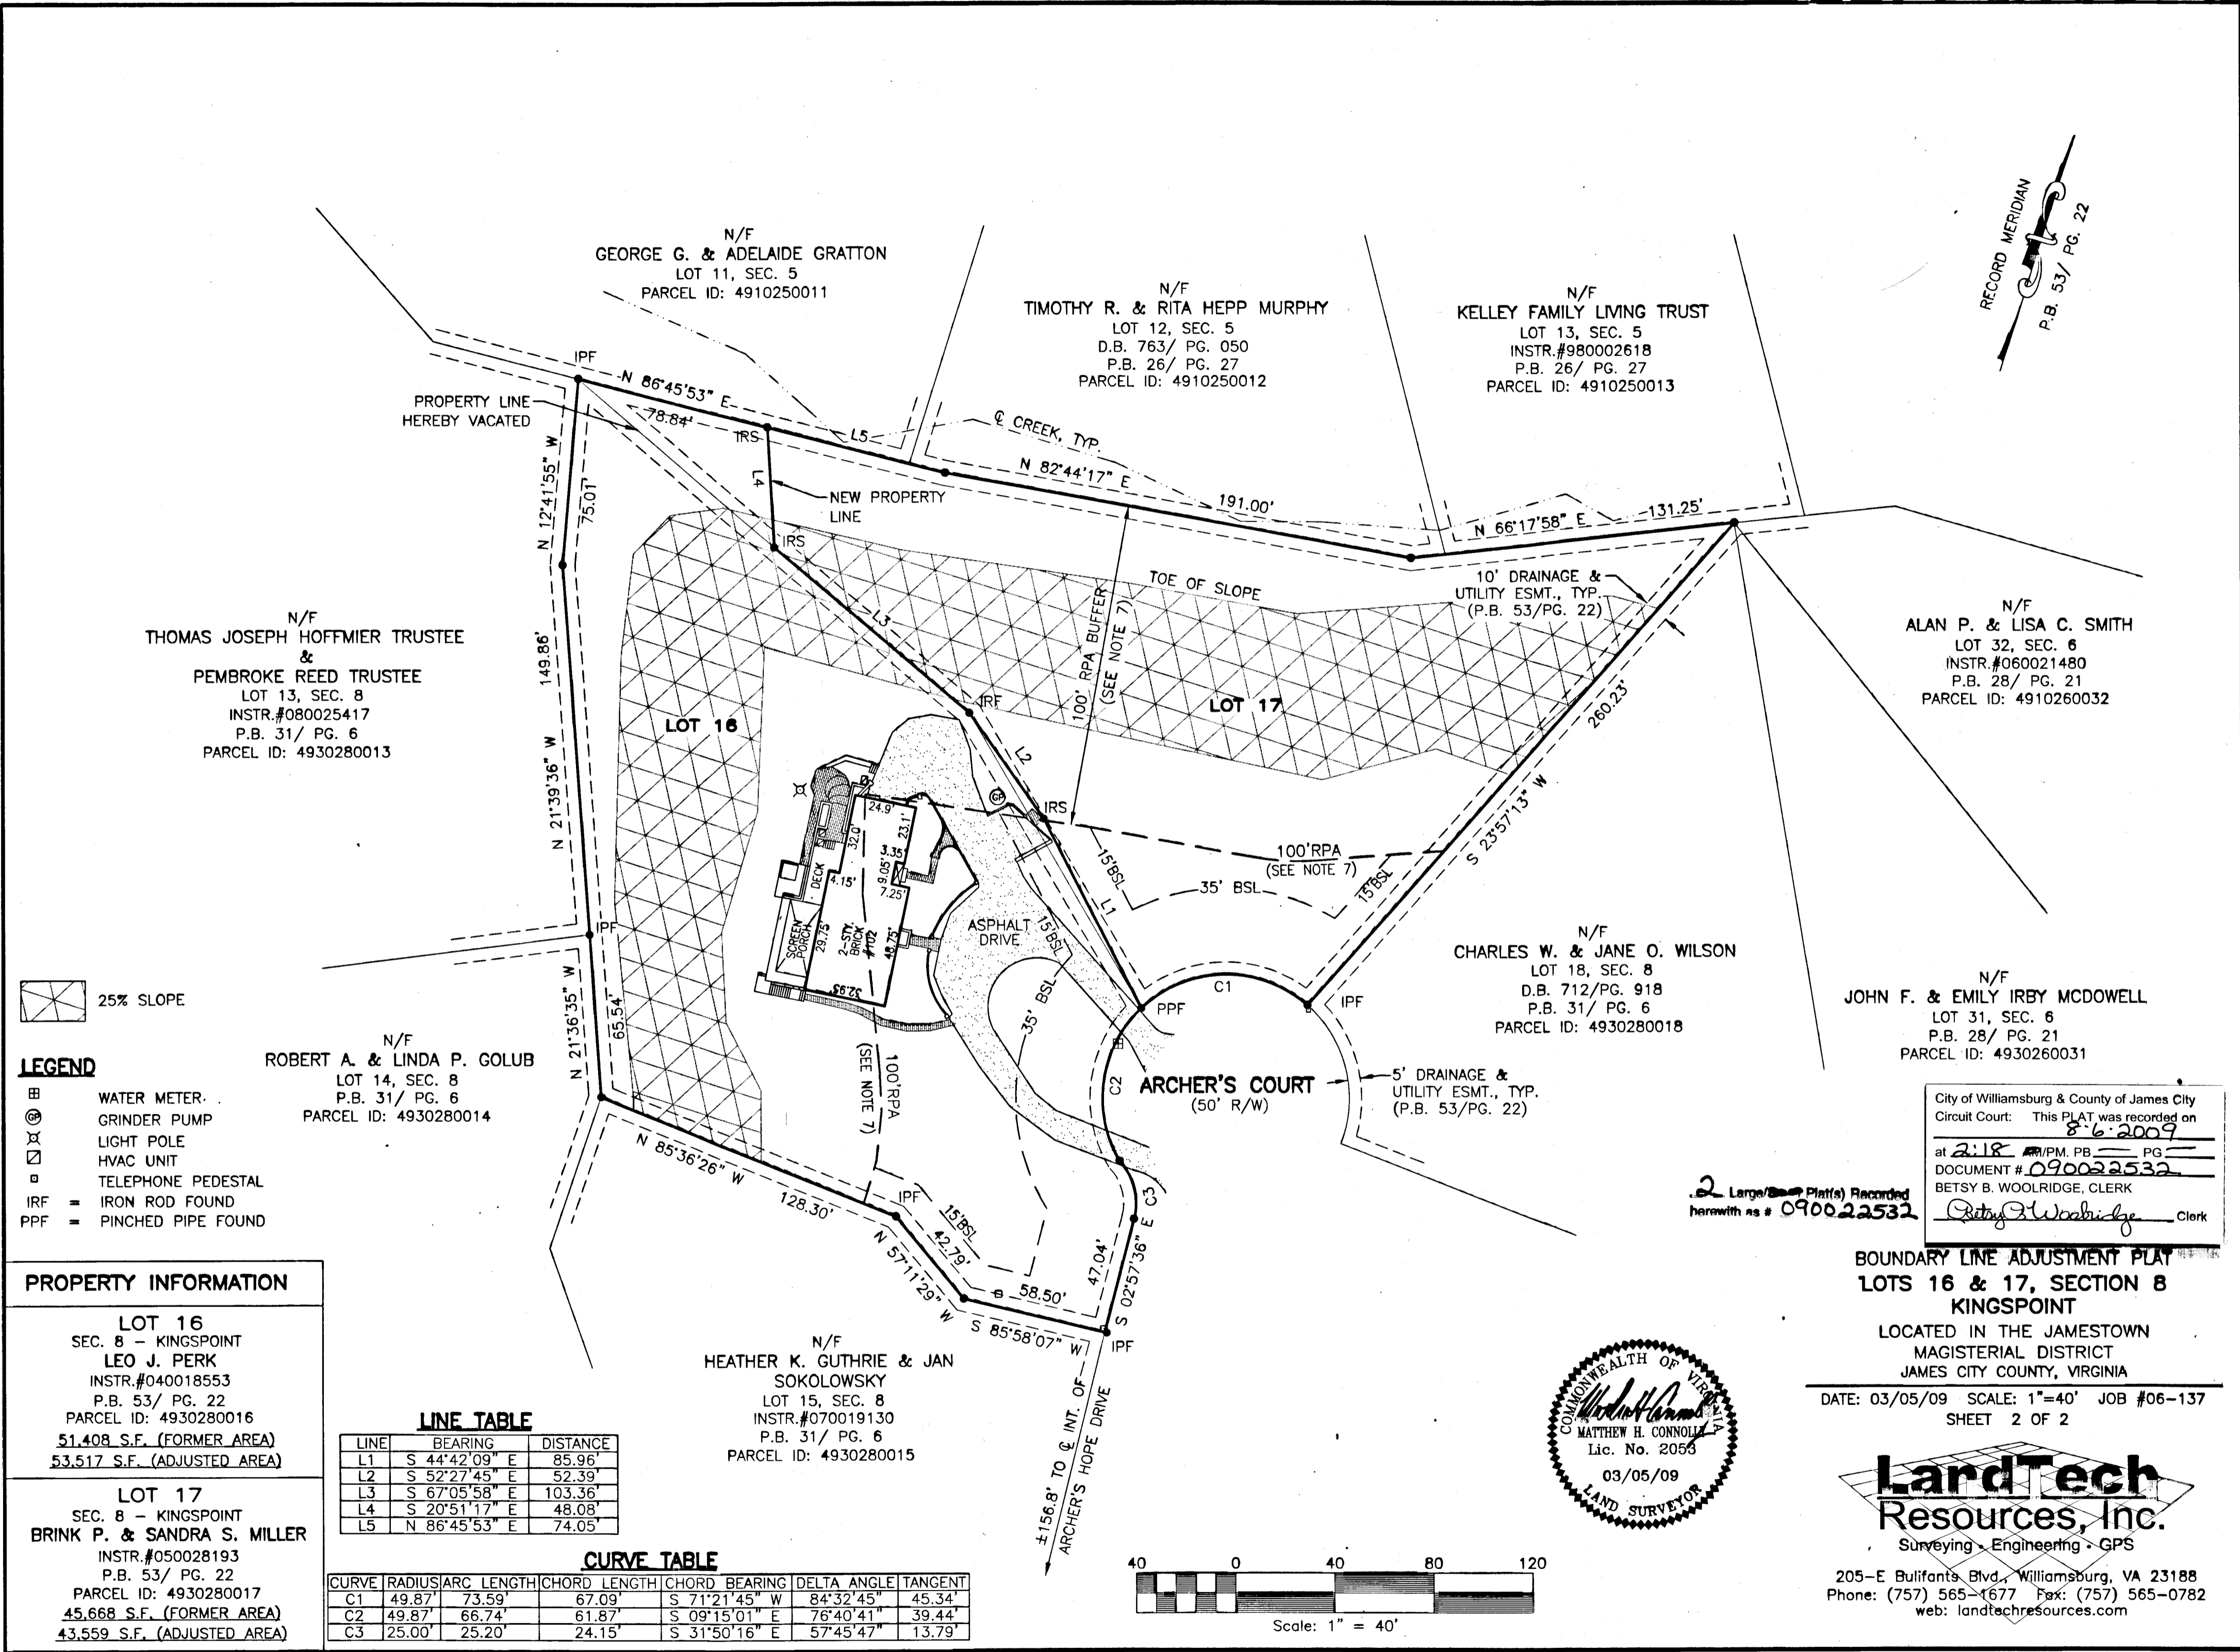 N/F
GEORGE G. & ADELAIDE GRATTON
LOT 11, SEC. 5
PARCEL ID: 4910250011
N/F
TIMOTHY R. & RITA HEPP MURPHY
LOT 12, SEC. 5
D.B. 763/ PG. 050
P.B. 26/ PG. 27
PARCEL ID: 4910250012
N/F
KELLEY FAMILY LIVING TRUST
LOT 13, SEC. 5
INSTR.#980002618
P.B. 26/ PG. 27
PARCEL ID: 4910250013
RECORD MERIDIAN
P.B. 53/ PG. 22
IPF
N 86°45'53" E
78.84'
IRS
L5
PROPERTY LINE
HEREBY VACATED
℄ CREEK, TYP.
N 82°44'17" E
191.00'
N 66°17'58" E
131.25'
L4
NEW PROPERTY
LINE
IRS
N 12°41'55" W
75.01'
TOE OF SLOPE
10' DRAINAGE &
UTILITY ESMT., TYP.
(P.B. 53/PG. 22)
N/F
THOMAS JOSEPH HOFFMIER TRUSTEE
&
PEMBROKE REED TRUSTEE
LOT 13, SEC. 8
INSTR.#080025417
P.B. 31/ PG. 6
PARCEL ID: 4930280013
N/F
ALAN P. & LISA C. SMITH
LOT 32, SEC. 6
INSTR.#060021480
P.B. 28/ PG. 21
PARCEL ID: 4910260032
149.86'
N 21°39'36" W
L3
100' RPA BUFFER
(SEE NOTE 7)
LOT 16
IRF
LOT 17
260.23'
S 23°57'13" W
L2
GP
IRS
24.9'
23.1'
32.0'
3.35'
9.05'
4.15'
7.25'
DECK
SCREEN
PORCH
29.75'
2-STY.
BRICK
#102
48.75'
32.95'
ASPHALT
DRIVE
15'BSL
L1
15'BSL
35' BSL
15'BSL
100'RPA
(SEE NOTE 7)
35' BSL
IPF
PPF
C1
IPF
N/F
CHARLES W. & JANE O. WILSON
LOT 18, SEC. 8
D.B. 712/PG. 918
P.B. 31/ PG. 6
PARCEL ID: 4930280018
N/F
JOHN F. & EMILY IRBY MCDOWELL
LOT 31, SEC. 6
P.B. 28/ PG. 21
PARCEL ID: 4930260031
25% SLOPE
N 21°36'35" W
65.54'
N/F
ROBERT A. & LINDA P. GOLUB
LOT 14, SEC. 8
P.B. 31/ PG. 6
PARCEL ID: 4930280014
100'RPA
(SEE NOTE 7)
C2
ARCHER'S COURT
(50' R/W)
5' DRAINAGE &
UTILITY ESMT., TYP.
(P.B. 53/PG. 22)
LEGEND
WATER METER
GP GRINDER PUMP
LIGHT POLE
HVAC UNIT
TELEPHONE PEDESTAL
IRF = IRON ROD FOUND
PPF = PINCHED PIPE FOUND
N 85°36'26" W
128.30'
IPF
15'BSL
42.79'
N 57°11'29" W
58.50'
S 85°58'07" W
C3
47.04'
S 02°57'36" E
IPF
±156.8' TO ℄ INT. OF
ARCHER'S HOPE DRIVE
N/F
HEATHER K. GUTHRIE & JAN
SOKOLOWSKY
LOT 15, SEC. 8
INSTR.#070019130
P.B. 31/ PG. 6
PARCEL ID: 4930280015
City of Williamsburg & County of James City
Circuit Court: This PLAT was recorded on
8-6-2009
at 2:18 AM/PM. PB — PG —
DOCUMENT # 090022532
BETSY B. WOOLRIDGE, CLERK
Betsy B Woolridge Clerk
2 Large/Small Plat(s) Recorded
herewith as # 090022532
PROPERTY INFORMATION
LOT 16
SEC. 8 - KINGSPOINT
LEO J. PERK
INSTR.#040018553
P.B. 53/ PG. 22
PARCEL ID: 4930280016
51,408 S.F. (FORMER AREA)
53,517 S.F. (ADJUSTED AREA)
LOT 17
SEC. 8 - KINGSPOINT
BRINK P. & SANDRA S. MILLER
INSTR.#050028193
P.B. 53/ PG. 22
PARCEL ID: 4930280017
45,668 S.F. (FORMER AREA)
43,559 S.F. (ADJUSTED AREA)
LINE TABLE
LINE BEARING DISTANCE
L1 S 44°42'09" E 85.96'
L2 S 52°27'45" E 52.39'
L3 S 67°05'58" E 103.36'
L4 S 20°51'17" E 48.08'
L5 N 86°45'53" E 74.05'
CURVE TABLE
CURVE RADIUS ARC LENGTH CHORD LENGTH CHORD BEARING DELTA ANGLE TANGENT
C1 49.87' 73.59' 67.09' S 71°21'45" W 84°32'45" 45.34'
C2 49.87' 66.74' 61.87' S 09°15'01" E 76°40'41" 39.44'
C3 25.00' 25.20' 24.15' S 31°50'16" E 57°45'47" 13.79'
40 0 40 80 120
Scale: 1" = 40'
COMMONWEALTH OF VIRGINIA
MATTHEW H. CONNOLLY
Lic. No. 2053
03/05/09
LAND SURVEYOR
BOUNDARY LINE ADJUSTMENT PLAT
LOTS 16 & 17, SECTION 8
KINGSPOINT
LOCATED IN THE JAMESTOWN
MAGISTERIAL DISTRICT
JAMES CITY COUNTY, VIRGINIA
DATE: 03/05/09 SCALE: 1"=40' JOB #06-137
SHEET 2 OF 2
LandTech
Resources, Inc.
Surveying • Engineering • GPS
205-E Bulifants Blvd., Williamsburg, VA 23188
Phone: (757) 565-1677 Fax: (757) 565-0782
web: landtechresources.com